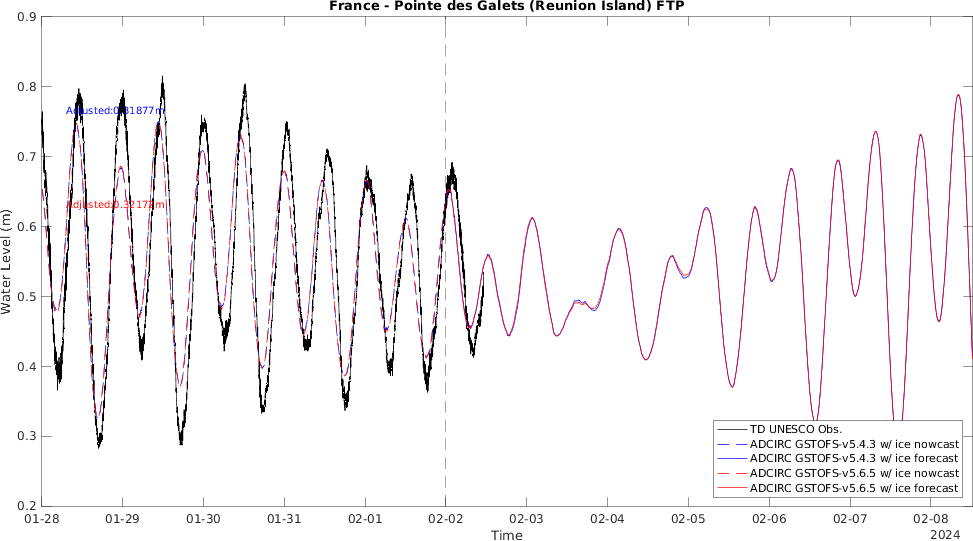 France - Pointe des Galets (Reunion Island) FTP
0.9
0.8
Adjusted:0.31877m
0.7
Adjusted:0.32172m
0.6
Water Level (m)
0.5
0.4
0.3
0.2
TD UNESCO Obs.
ADCIRC GSTOFS-v5.4.3 w/ ice nowcast
ADCIRC GSTOFS-v5.4.3 w/ ice forecast
ADCIRC GSTOFS-v5.6.5 w/ ice nowcast
ADCIRC GSTOFS-v5.6.5 w/ ice forecast
01-28 01-29 01-30 01-31 02-01 02-02 02-03 02-04 02-05 02-06 02-07 02-08
Time
2024